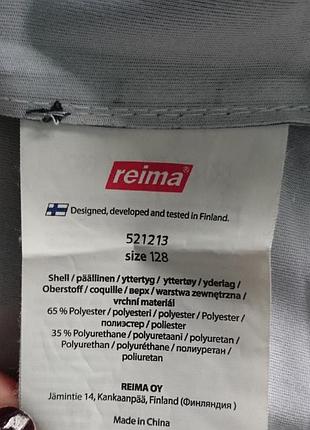 reima®
Designed, developed and tested in Finland.
521213
size 128
Shell / päällinen / yttertyg / yttertøy / yderlag /
Oberstoff / coquille / верх / warstwa zewnętrzna /
vrchní materiál
65 % Polyester / polyesteri / polyester / Polyester /
полиэстер / poliester
35 % Polyurethane / polyuretaani / polyuretan /
Polyurethan / polyuréthane / полиуретан /
poliuretan
REIMA OY
Jämintie 14, Kankaanpää, Finland (Финляндия )
Made in China